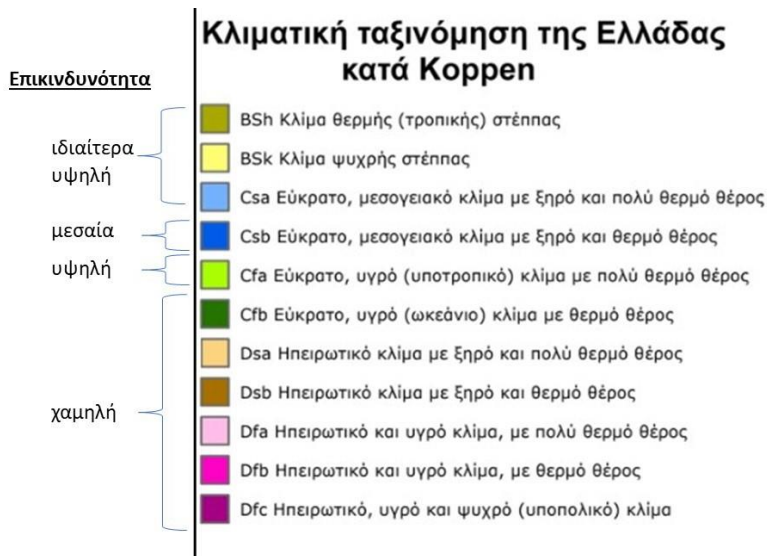 Κλιματική ταξινόμηση της Ελλάδας
κατά Koppen
Επικινδυνότητα
ιδιαίτερα
υψηλή
BSh Κλίμα θερμής (τροπικής) στέππας
BSk Κλίμα ψυχρής στέππας
Csa Εύκρατο, μεσογειακό κλίμα με ξηρό και πολύ θερμό θέρος
μεσαία
Csb Εύκρατο, μεσογειακό κλίμα με ξηρό και θερμό θέρος
υψηλή
Cfa Εύκρατο, υγρό (υποτροπικό) κλίμα με πολύ θερμό θέρος
χαμηλή
Cfb Εύκρατο, υγρό (ωκεάνιο) κλίμα με θερμό θέρος
Dsa Ηπειρωτικό κλίμα με ξηρό και πολύ θερμό θέρος
Dsb Ηπειρωτικό κλίμα με ξηρό και θερμό θέρος
Dfa Ηπειρωτικό και υγρό κλίμα, με πολύ θερμό θέρος
Dfb Ηπειρωτικό και υγρό κλίμα, με θερμό θέρος
Dfc Ηπειρωτικό, υγρό και ψυχρό (υποπολικό) κλίμα